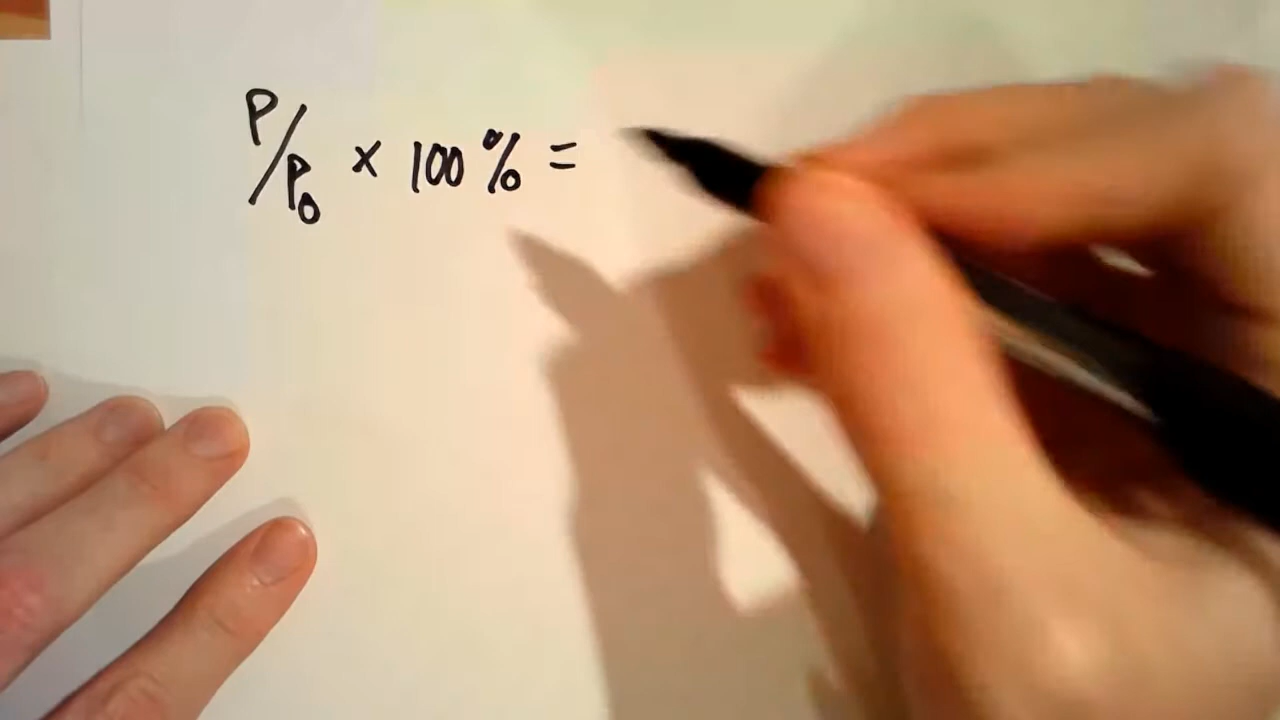 P/P₀ × 100% =